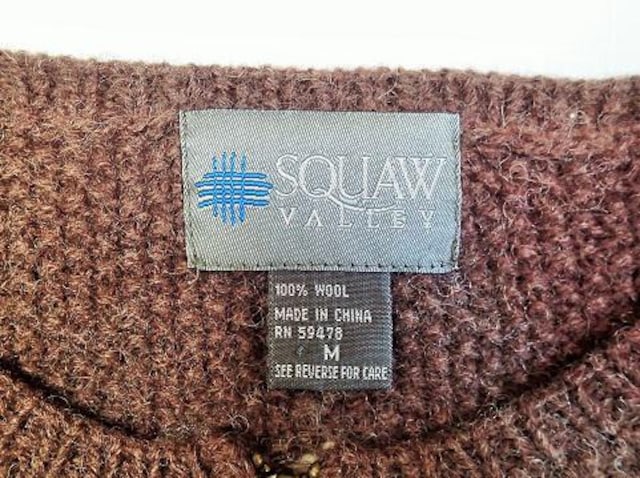 SQUAW
VALLEY
100% WOOL
MADE IN CHINA
RN 59478
M
SEE REVERSE FOR CARE